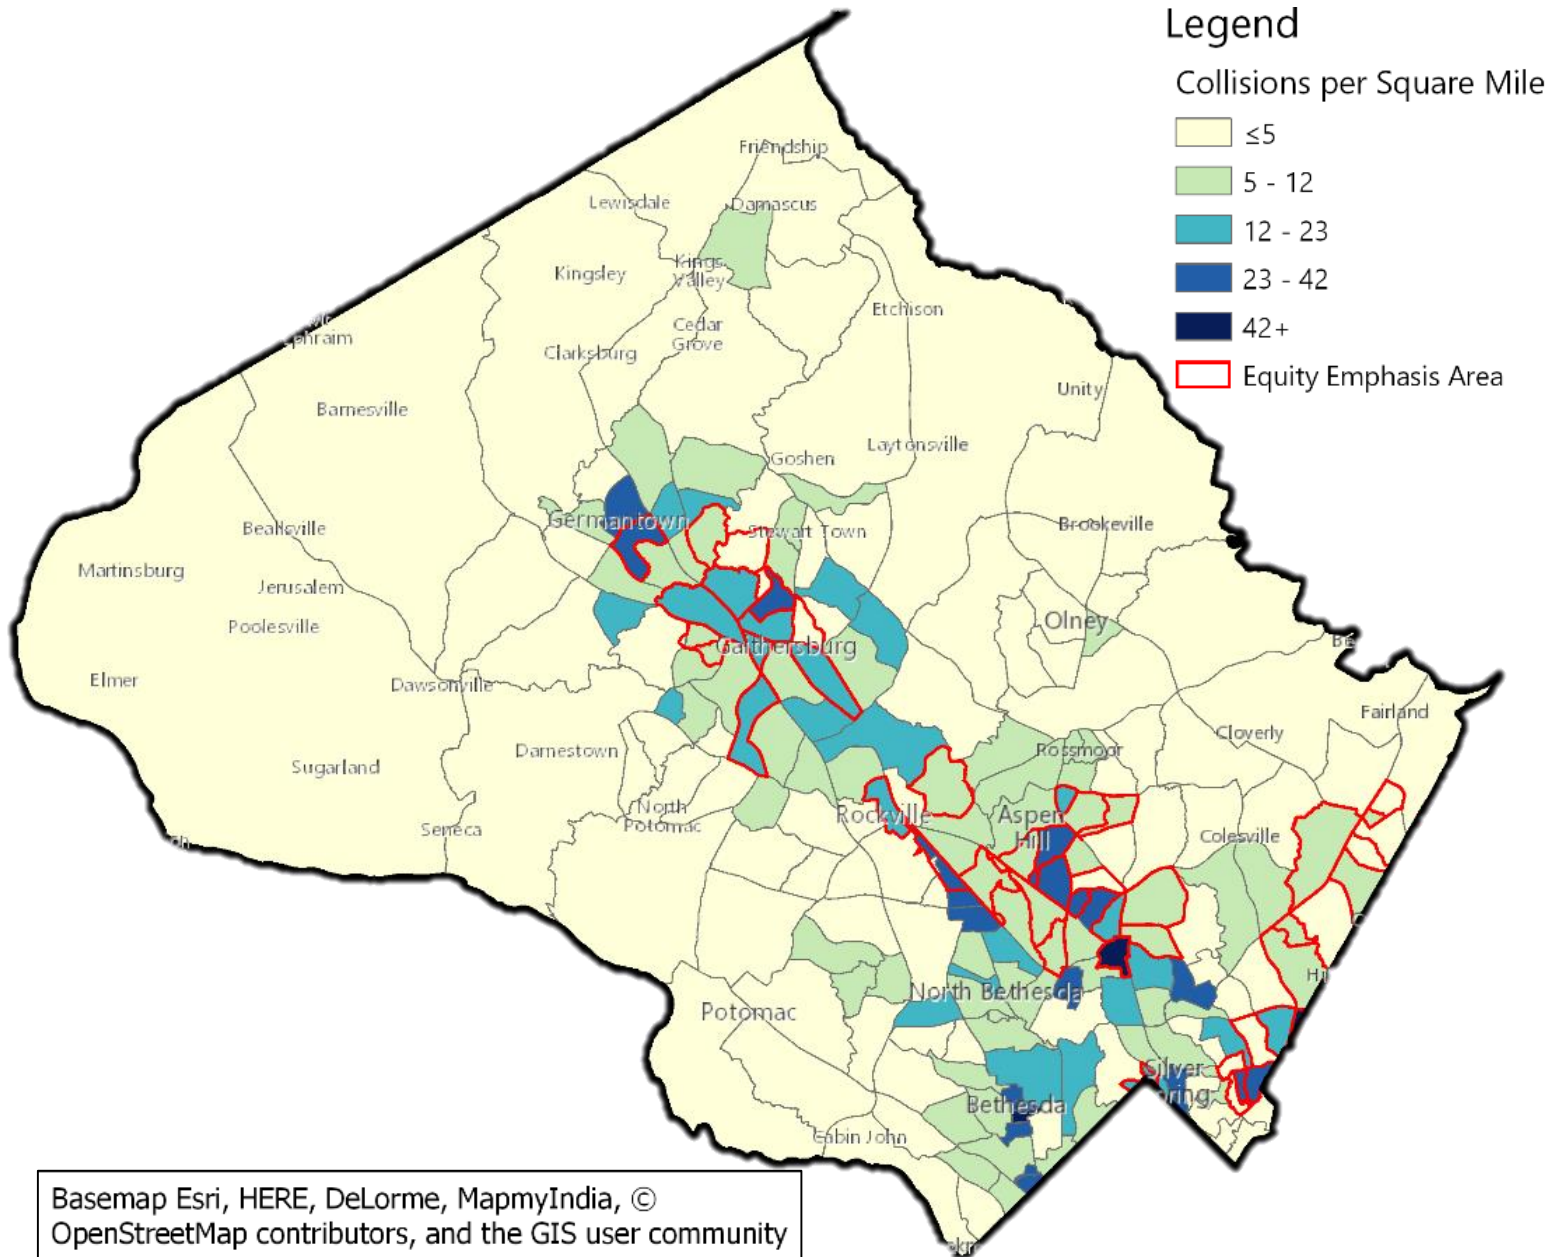 Legend
Collisions per Square Mile
≤5
5 - 12
12 - 23
23 - 42
42+
Equity Emphasis Area
Friendship
Lewisdale
Damascus
Kingsley
Kings
Valley
Etchison
Cedar
Grove
Clarksburg
Unity
Barnesville
Laytonsville
Goshen
Germantown
Stewart Town
Brookeville
Beallsville
Martinsburg
Jerusalem
Poolesville
Olney
Gaithersburg
Elmer
Dawsonville
Fairland
Cloverly
Darnestown
Rossmoor
Sugarland
North
Potomac
Rockville
Aspen
Hill
Seneca
Colesville
North Bethesda
Potomac
Silver
Bethesda
Cabin John
Basemap Esri, HERE, DeLorme, MapmyIndia, ©
OpenStreetMap contributors, and the GIS user community